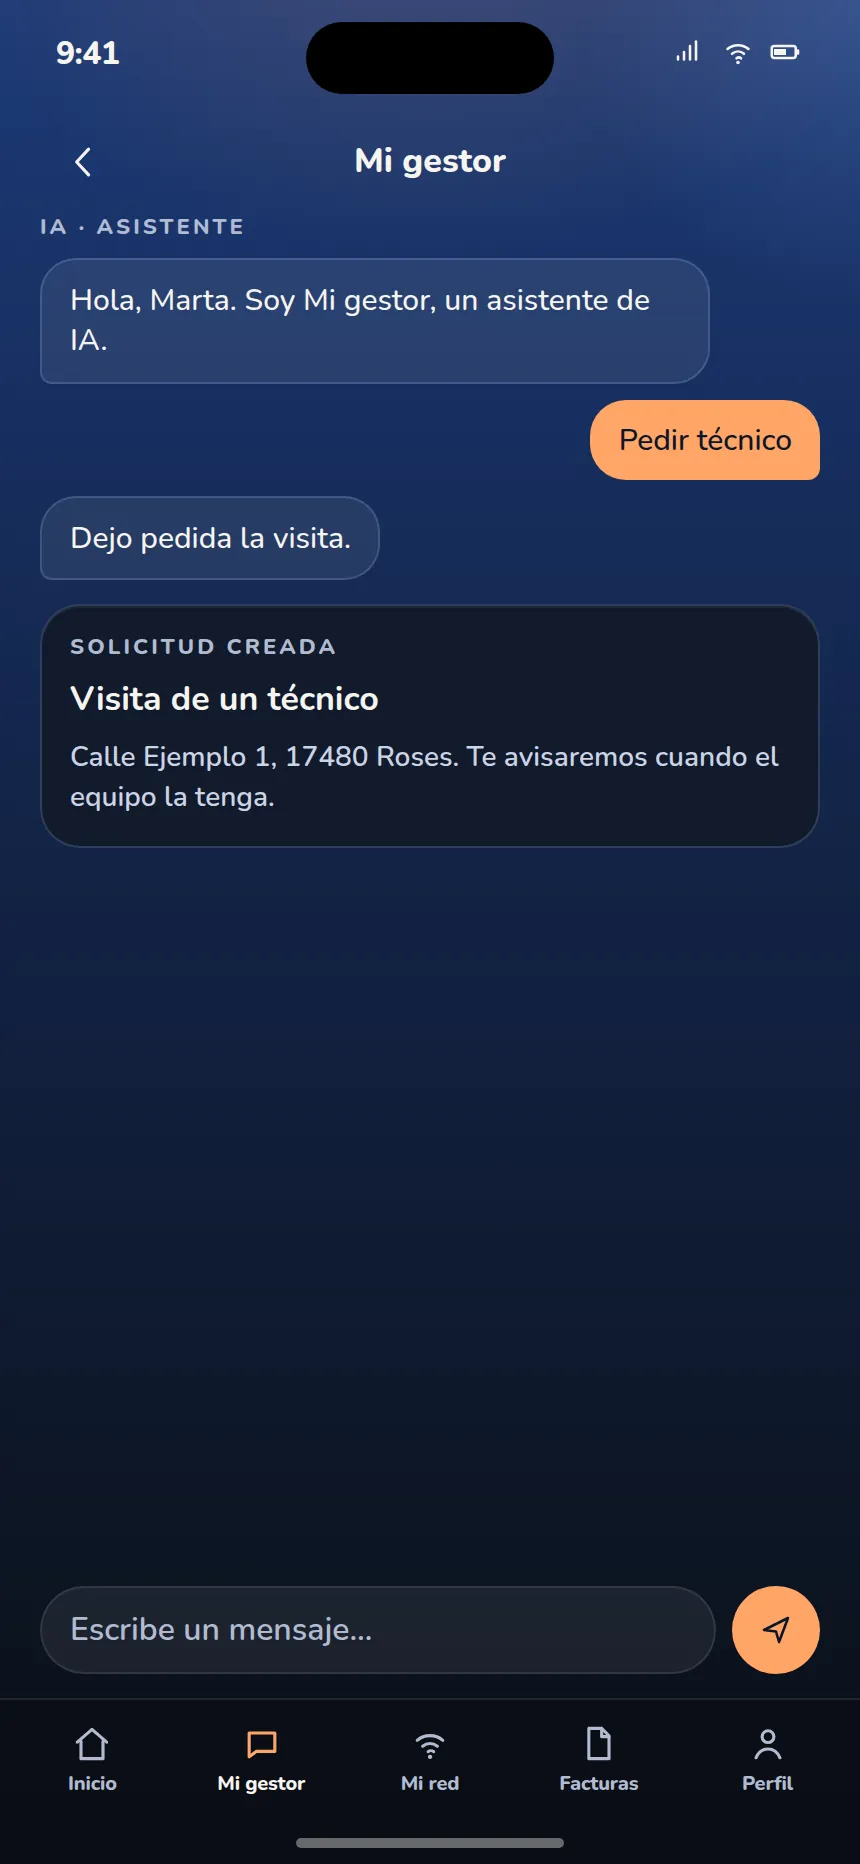 9:41
Mi gestor
IA · ASISTENTE
Hola, Marta. Soy Mi gestor, un asistente de
IA.
Pedir técnico
Dejo pedida la visita.
SOLICITUD CREADA
Visita de un técnico
Calle Ejemplo 1, 17480 Roses. Te avisaremos cuando el
equipo la tenga.
Escribe un mensaje...
Inicio
Mi gestor
Mi red
Facturas
Perfil